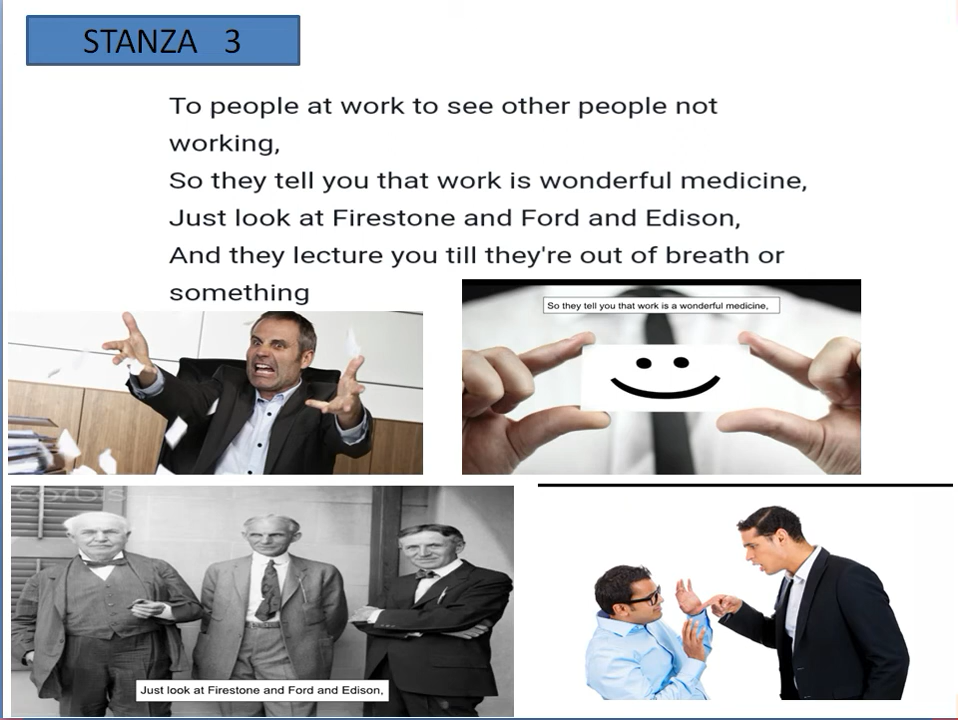 STANZA 3
To people at work to see other people not
working,
So they tell you that work is wonderful medicine,
Just look at Firestone and Ford and Edison,
And they lecture you till they're out of breath or
something
So they tell you that work is a wonderful medicine,
corbis
Just look at Firestone and Ford and Edison,